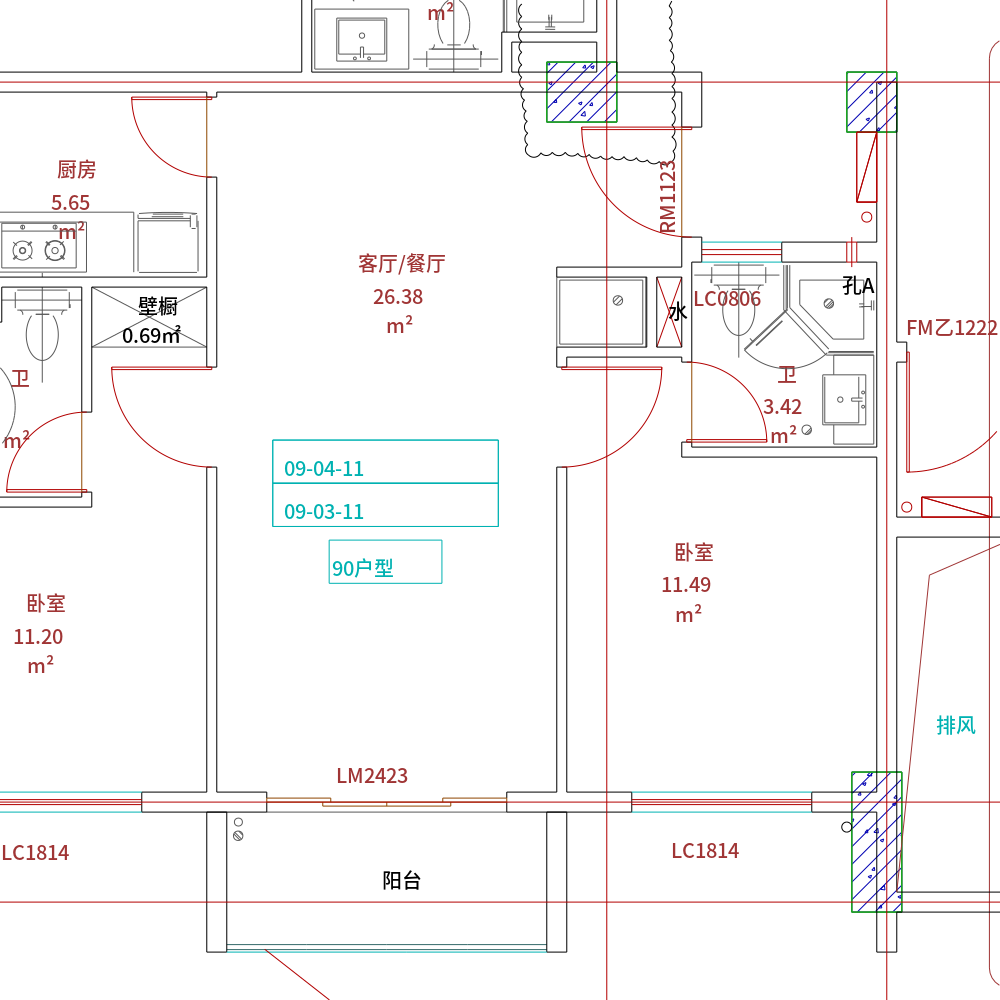 m²
厨房
5.65
m²
RM1123
客厅/餐厅
26.38
m²
壁橱
0.69m²
水
LC0806
孔A
FM乙1222
卫
m²
卫
3.42
m²
09-04-11
09-03-11
90户型
卧室
11.49
m²
卧室
11.20
m²
排风
LM2423
LC1814
LC1814
阳台